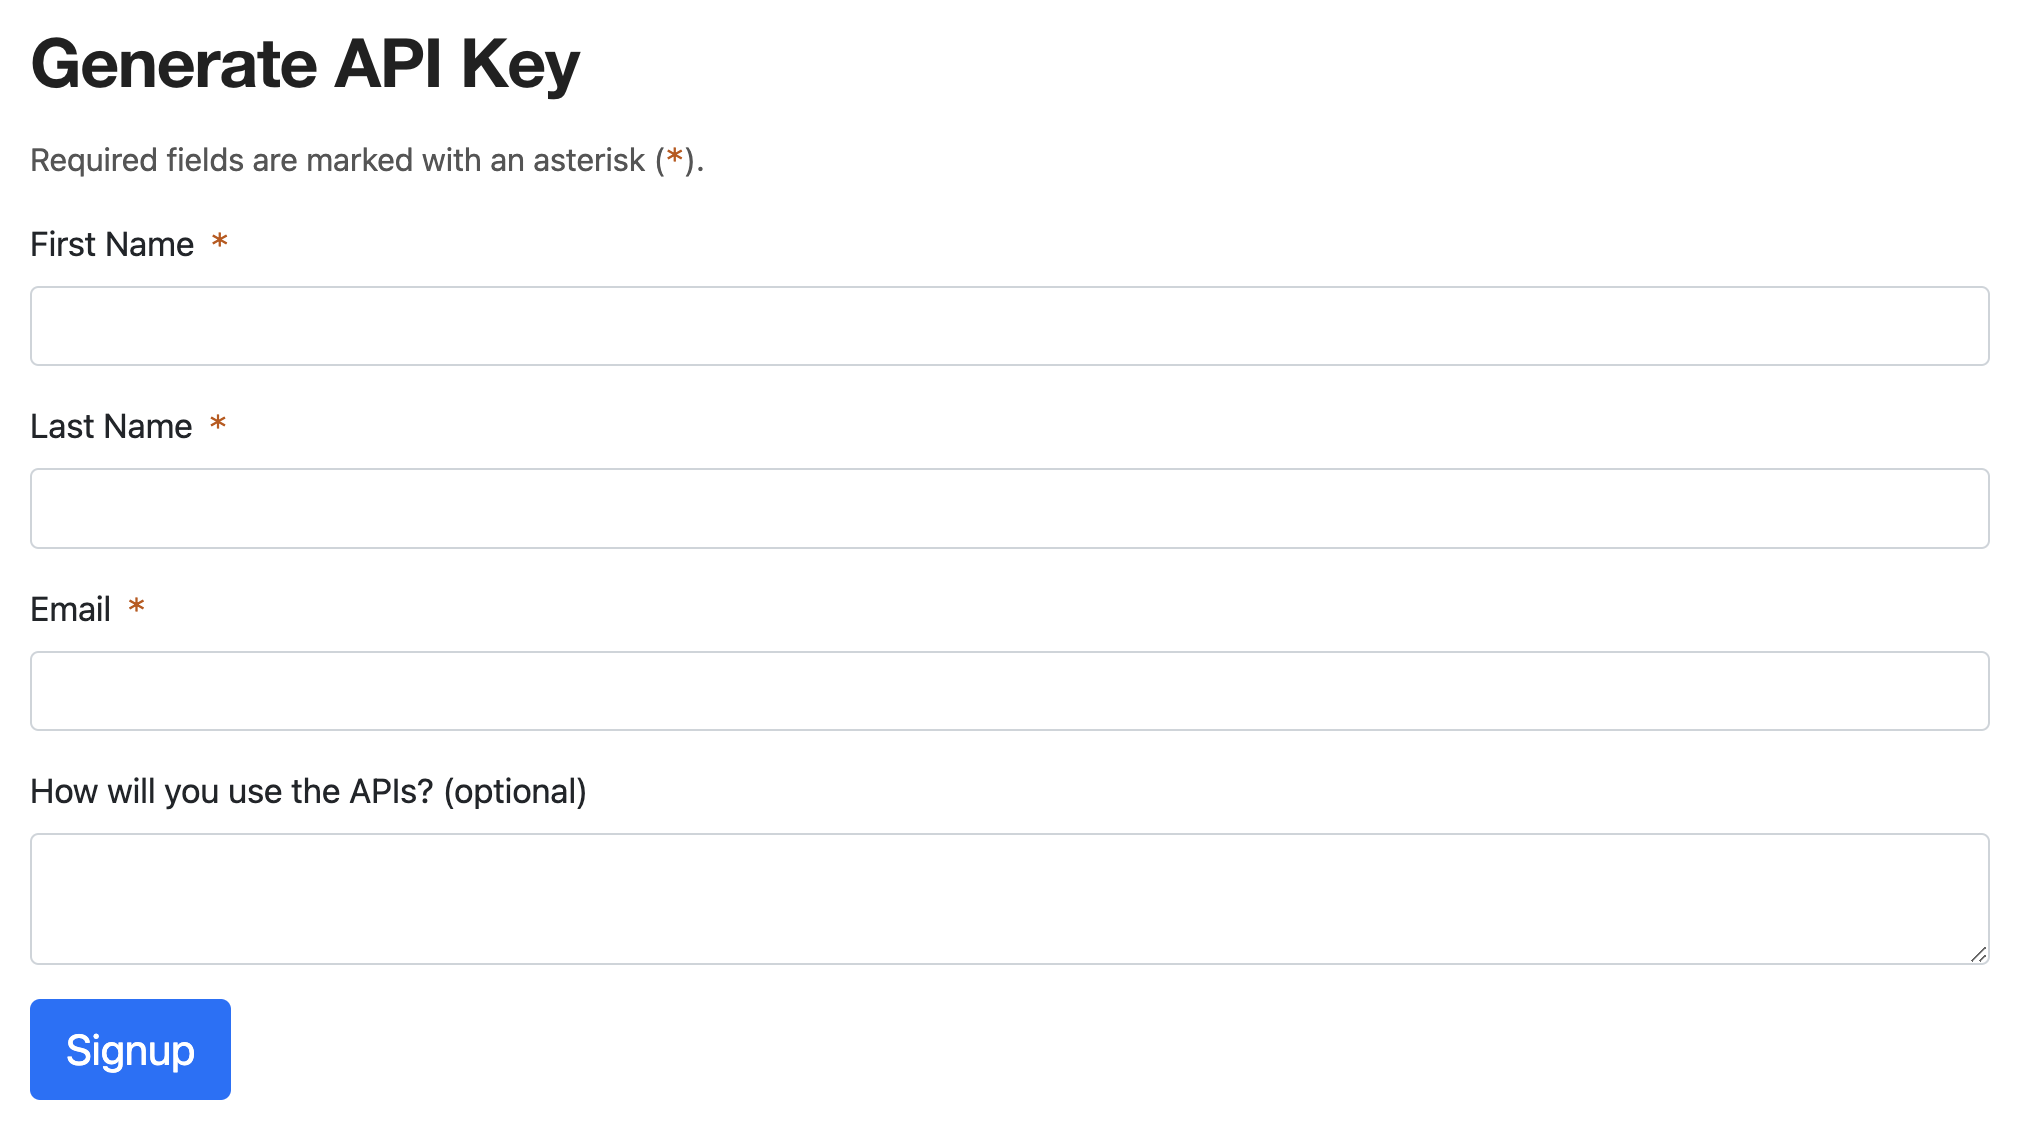 Generate API Key
Required fields are marked with an asterisk (*).
First Name *
Last Name *
Email *
How will you use the APIs? (optional)
Signup